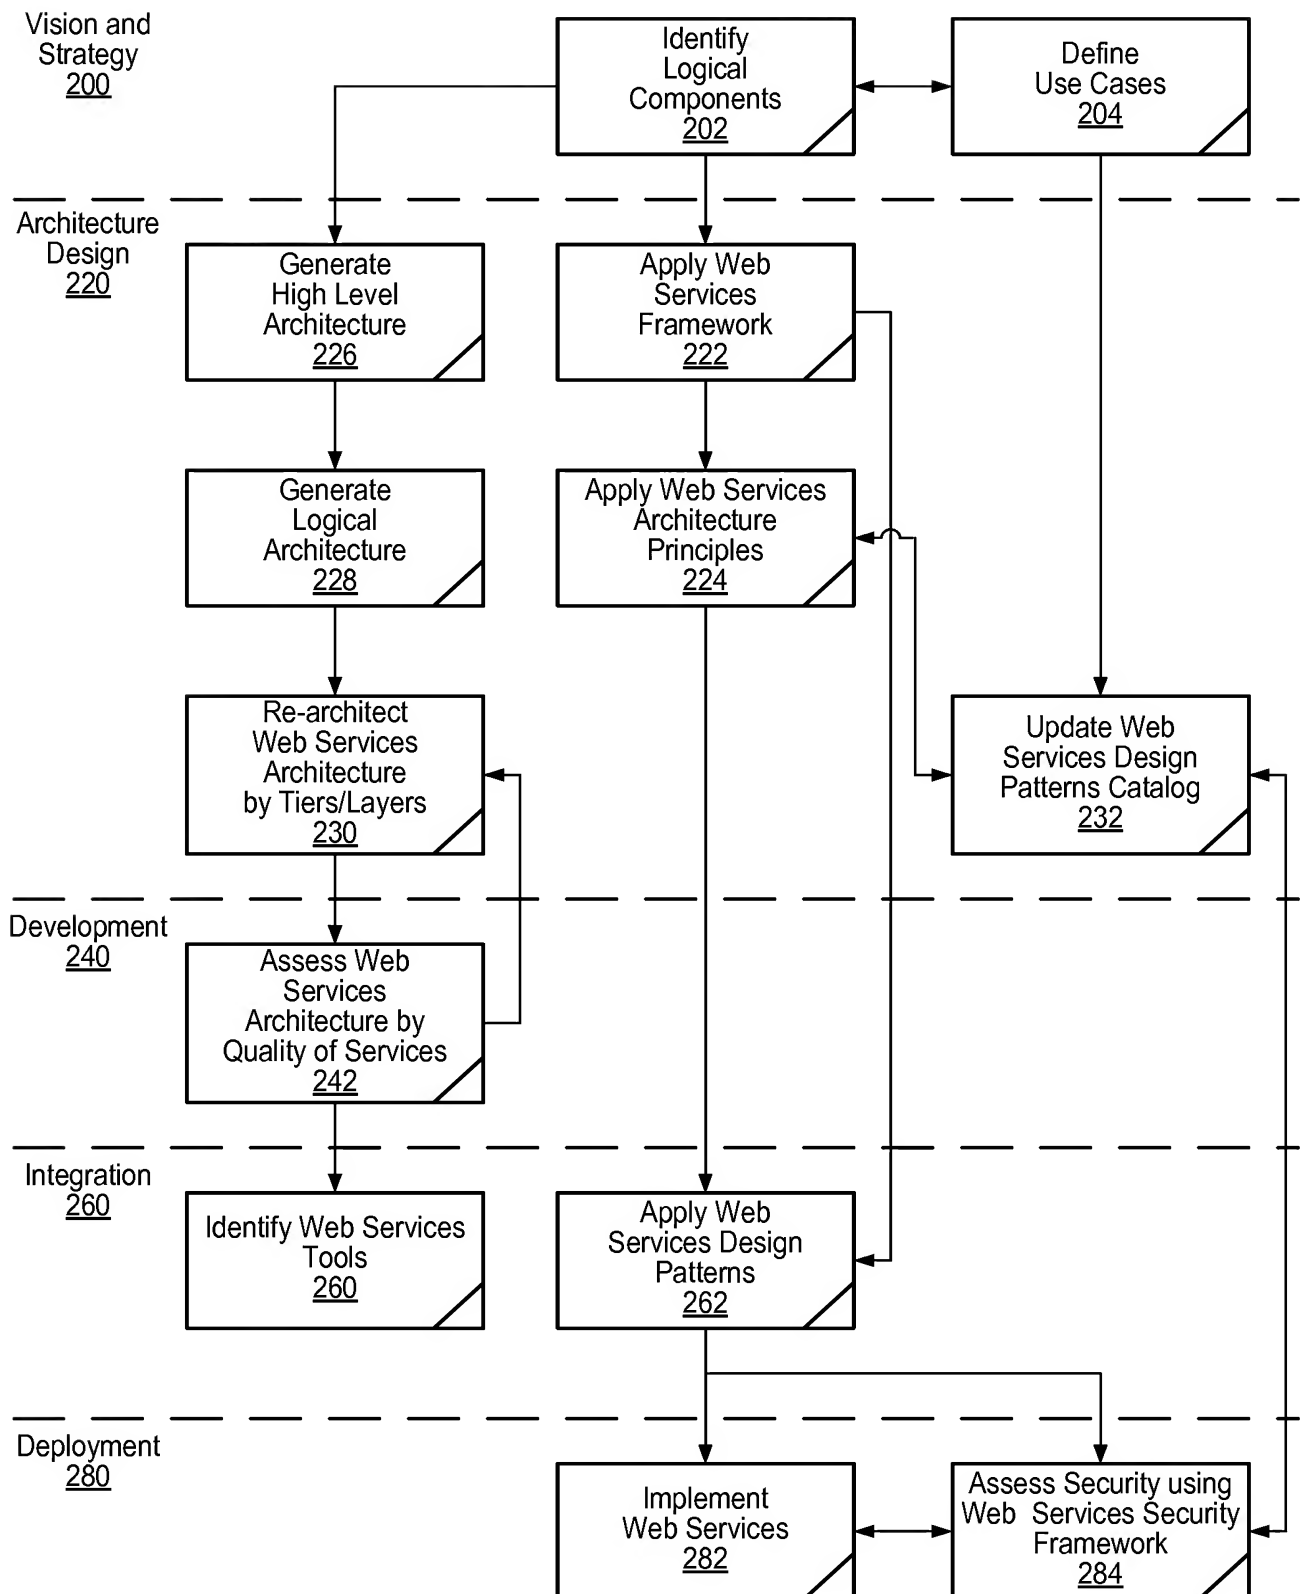 Vision and
Strategy
200
Identify
Logical
Components
202
Define
Use Cases
204
Architecture
Design
220
Generate
High Level
Architecture
226
Apply Web
Services
Framework
222
Generate
Logical
Architecture
228
Apply Web Services
Architecture
Principles
224
Re-architect
Web Services
Architecture
by Tiers/Layers
230
Update Web
Services Design
Patterns Catalog
232
Development
240
Assess Web
Services
Architecture by
Quality of Services
242
Integration
260
Identify Web Services
Tools
260
Apply Web
Services Design
Patterns
262
Deployment
280
Implement
Web Services
282
Assess Security using
Web Services Security
Framework
284